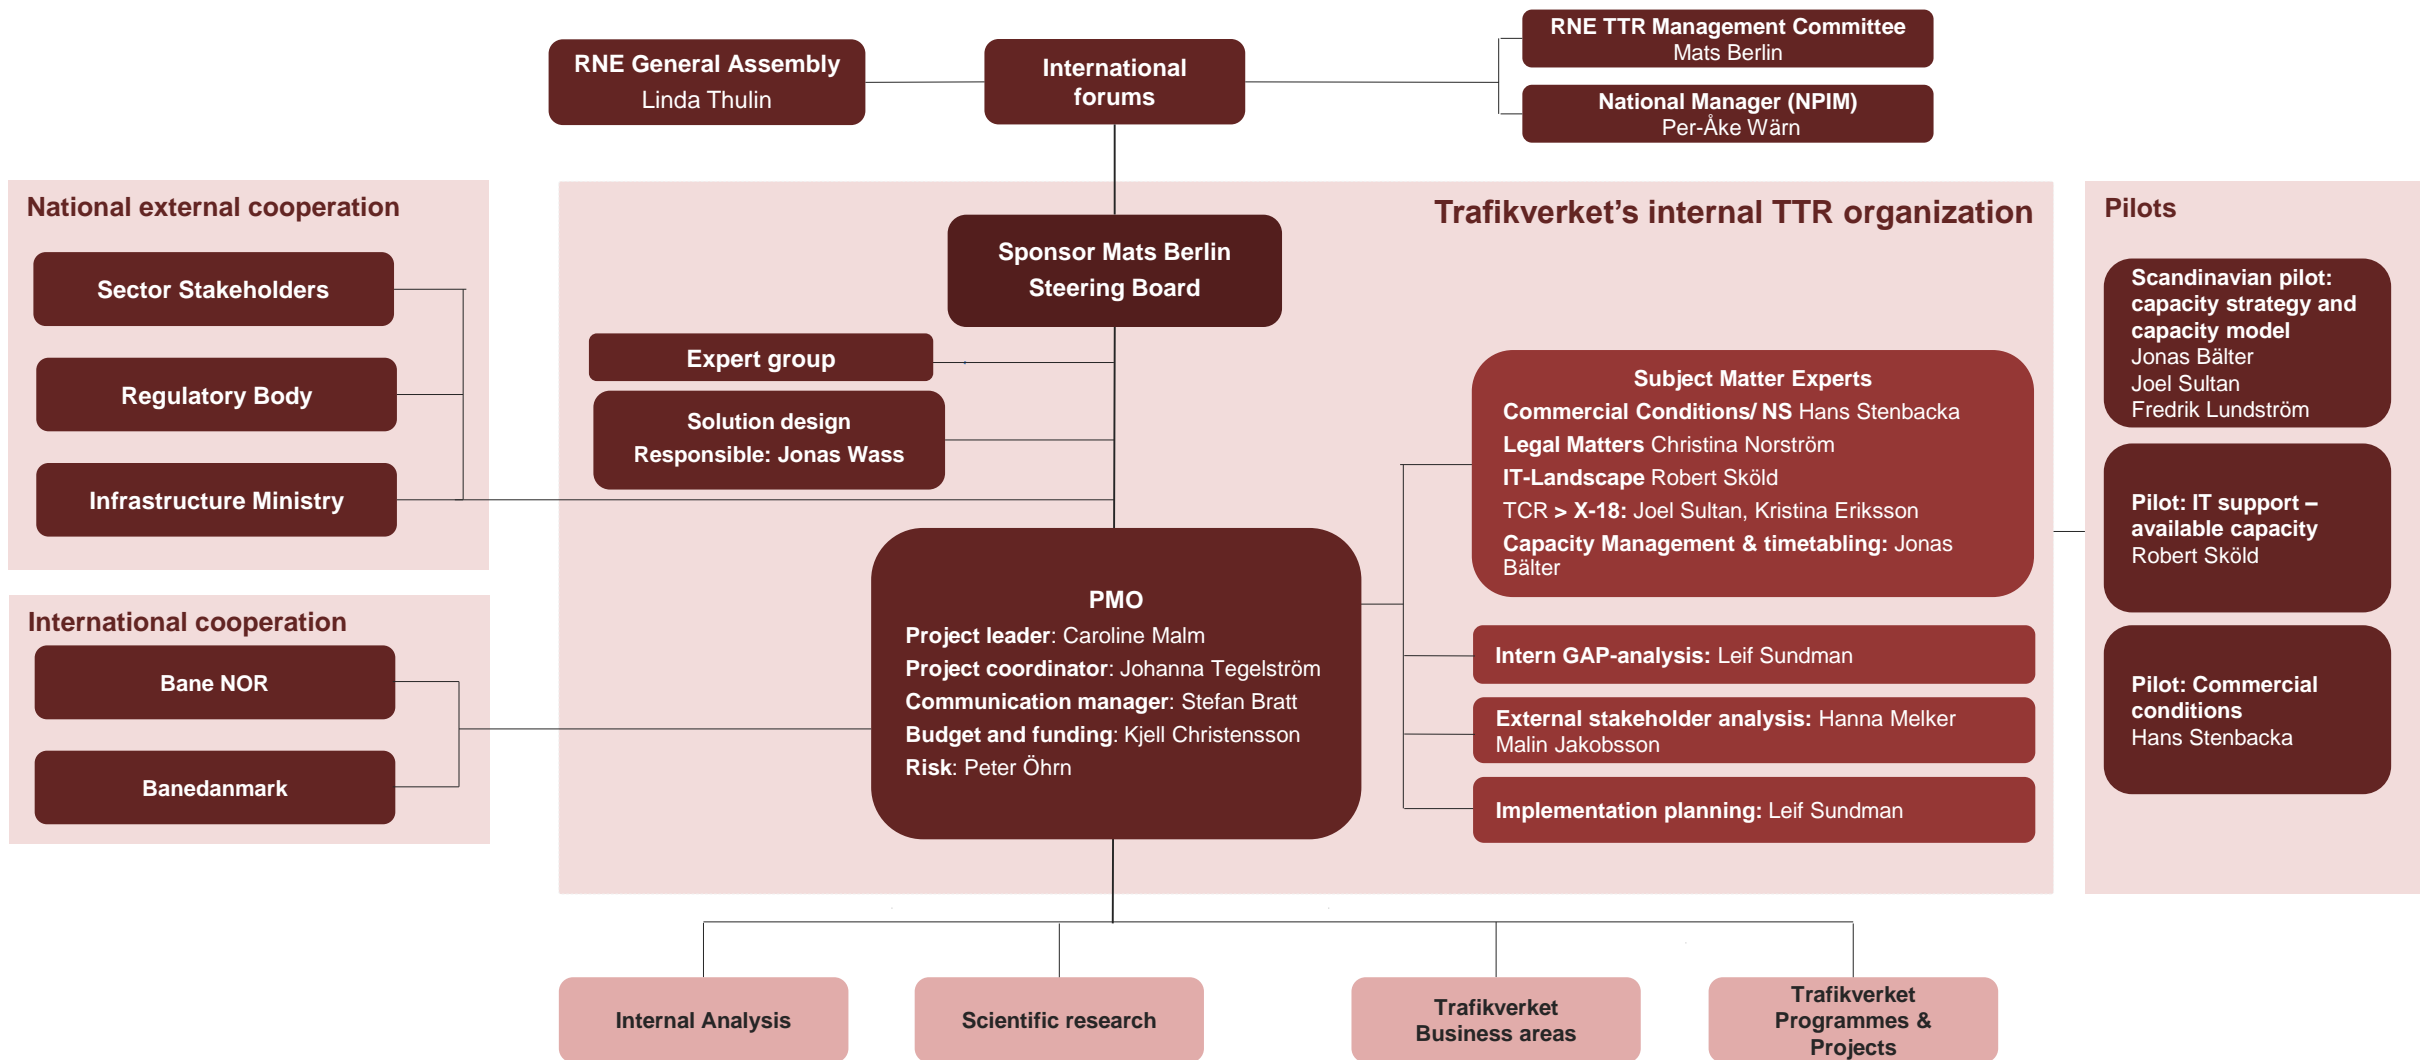 RNE General Assembly
Linda Thulin
International
forums
RNE TTR Management Committee
Mats Berlin
National Manager (NPIM)
Per-Åke Wärn
National external cooperation
Sector Stakeholders
Regulatory Body
Infrastructure Ministry
International cooperation
Bane NOR
Banedanmark
Trafikverket’s internal TTR organization
Sponsor Mats Berlin
Steering Board
Expert group
Solution design
Responsible: Jonas Wass
PMO
Project leader: Caroline Malm
Project coordinator: Johanna Tegelström
Communication manager: Stefan Bratt
Budget and funding: Kjell Christensson
Risk: Peter Öhrn
Subject Matter Experts
Commercial Conditions/ NS Hans Stenbacka
Legal Matters Christina Norström
IT-Landscape Robert Sköld
TCR > X-18: Joel Sultan, Kristina Eriksson
Capacity Management & timetabling: Jonas
Bälter
Intern GAP-analysis: Leif Sundman
External stakeholder analysis: Hanna Melker
Malin Jakobsson
Implementation planning: Leif Sundman
Pilots
Scandinavian pilot:
capacity strategy and
capacity model
Jonas Bälter
Joel Sultan
Fredrik Lundström
Pilot: IT support –
available capacity
Robert Sköld
Pilot: Commercial
conditions
Hans Stenbacka
Internal Analysis
Scientific research
Trafikverket
Business areas
Trafikverket
Programmes &
Projects